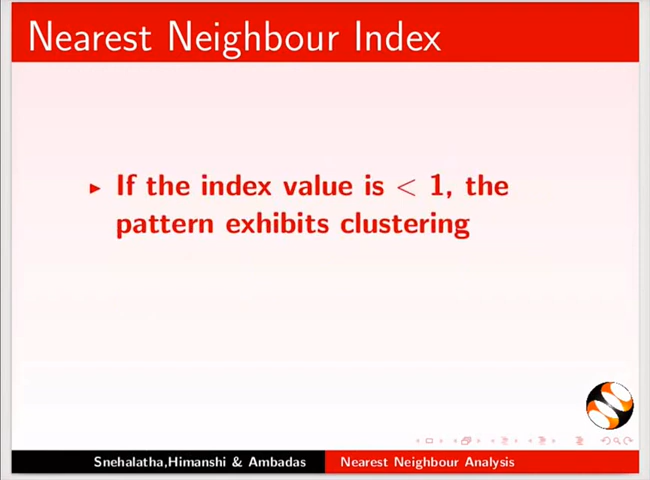 Nearest Neighbour Index
If the index value is < 1, the
pattern exhibits clustering
Snehalatha,Himanshi & Ambadas
Nearest Neighbour Analysis